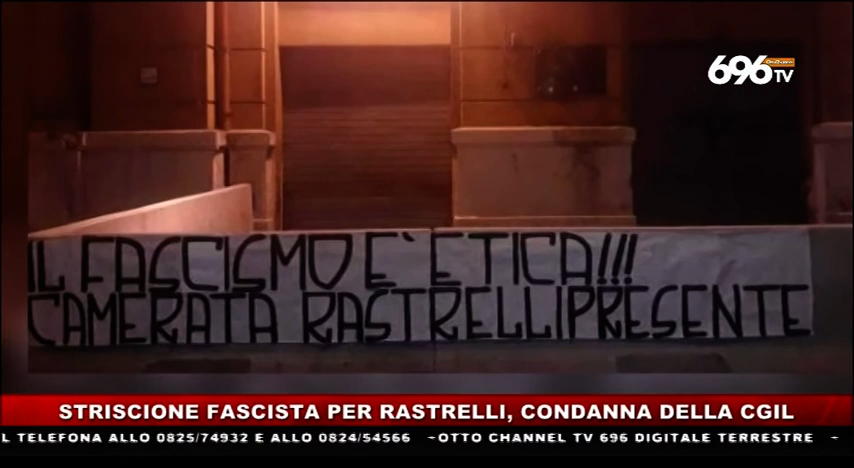 696
OttoChannel
TV
IL FASCISMO E` ETICA!!!
CAMERATA RASTRELLI PRESENTE
STRISCIONE FASCISTA PER RASTRELLI, CONDANNA DELLA CGIL
L TELEFONA ALLO 0825/74932 E ALLO 0824/54566 -OTTO CHANNEL TV 696 DIGITALE TERRESTRE -